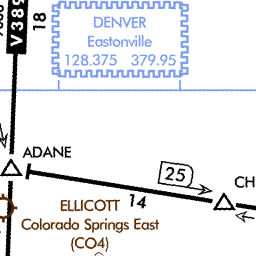 V389
18
DENVER
Eastonville
128.375 379.95
ADANE
25
CH
ELLICOTT
14
Colorado Springs East
(CO4)